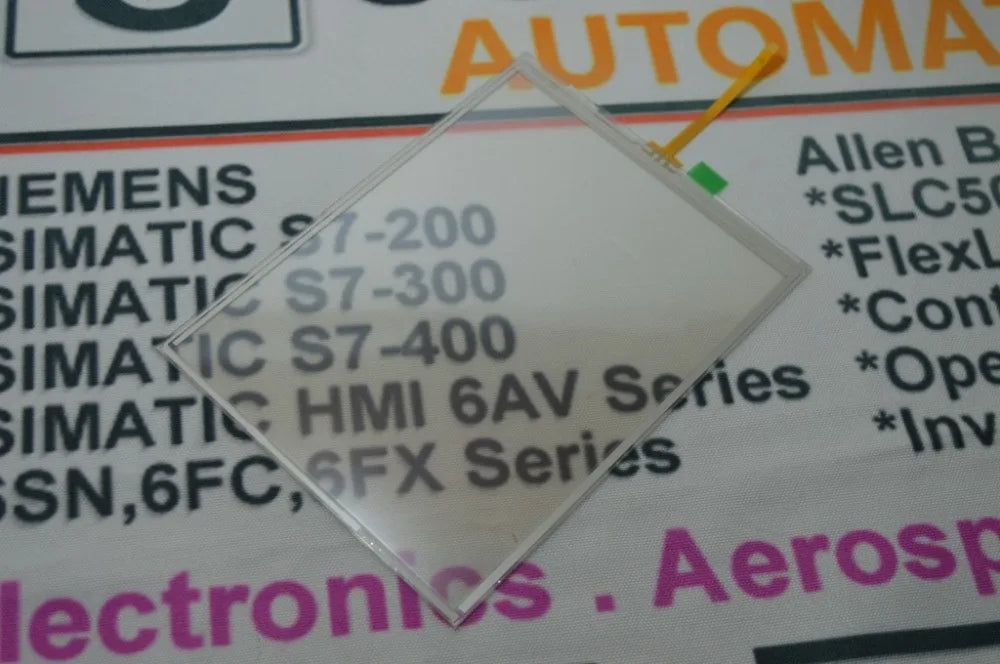 AUTOMA
IEMENS
SIMATIC S7-200
SIMATIC S7-300
SIMATIC S7-400
SIMATIC HMI 6AV Series
6SN,6FC,6FX Series
Allen B
*SLC50
*FlexL
*Cont
*Ope
*Inv
lectronics . Aerosp